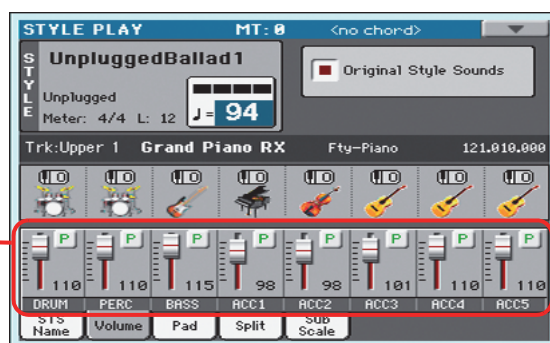 STYLE PLAY MT: 0 <no chord>
STYLE
UnpluggedBallad1
Original Style Sounds
Unplugged
Meter: 4/4 L: 12 ♩= 94
Trk:Upper 1 Grand Piano RX Fty-Piano 121.010.000
P P P P P P P P
110 110 115 98 98 101 110 110
DRUM PERC BASS ACC1 ACC2 ACC3 ACC4 ACC5
STS Name Volume Pad Split Sub Scale